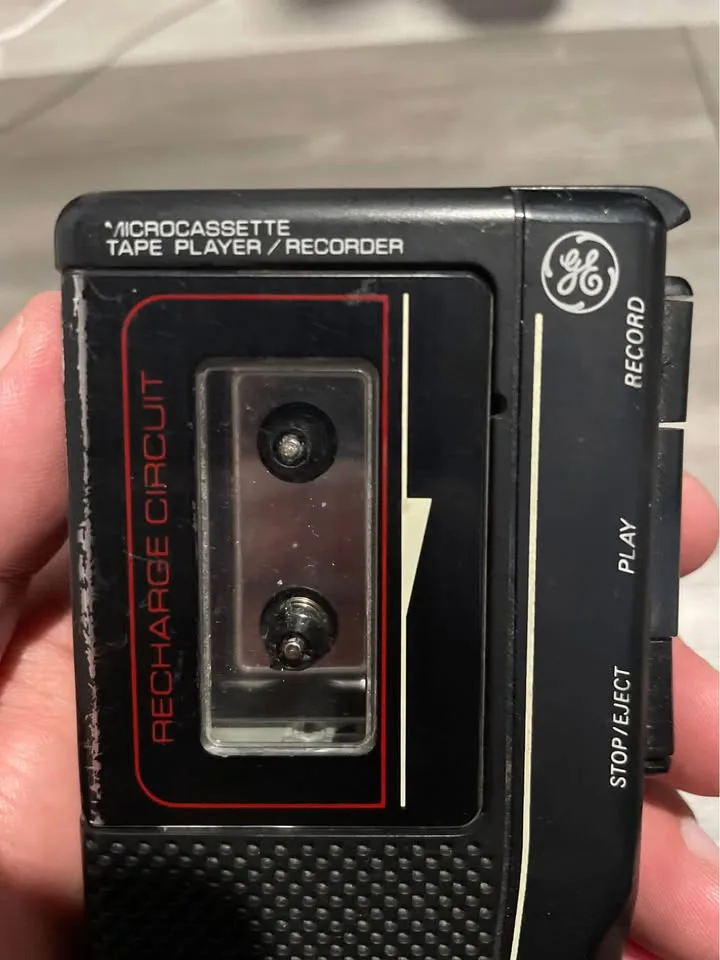 MICROCASSETTE
TAPE PLAYER/RECORDER
GE
RECORD
RECHARGE CIRCUIT
PLAY
STOP/EJECT